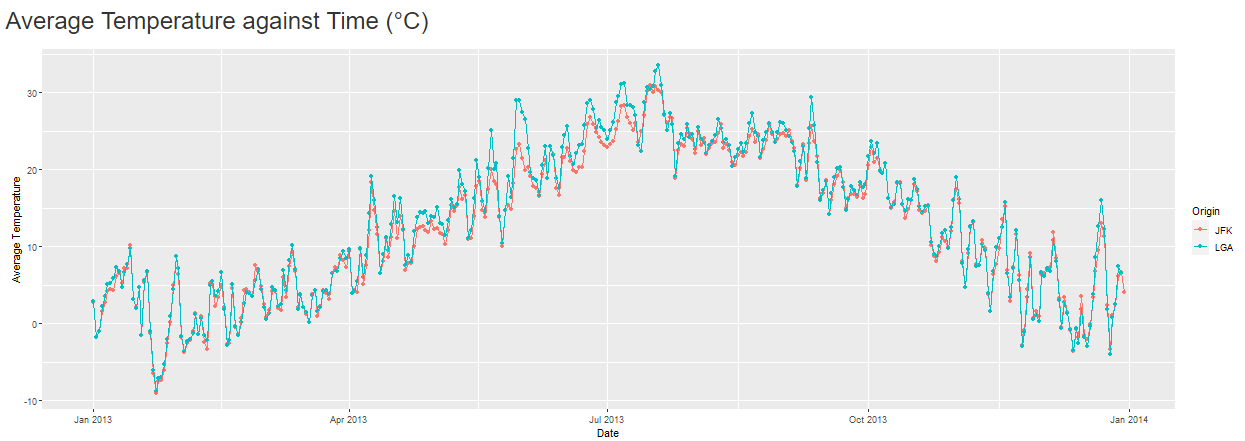 Average Temperature against Time (°C)
Average Temperature
30
20
10
0
-10
Jan 2013
Apr 2013
Jul 2013
Oct 2013
Jan 2014
Date
Origin
JFK
LGA